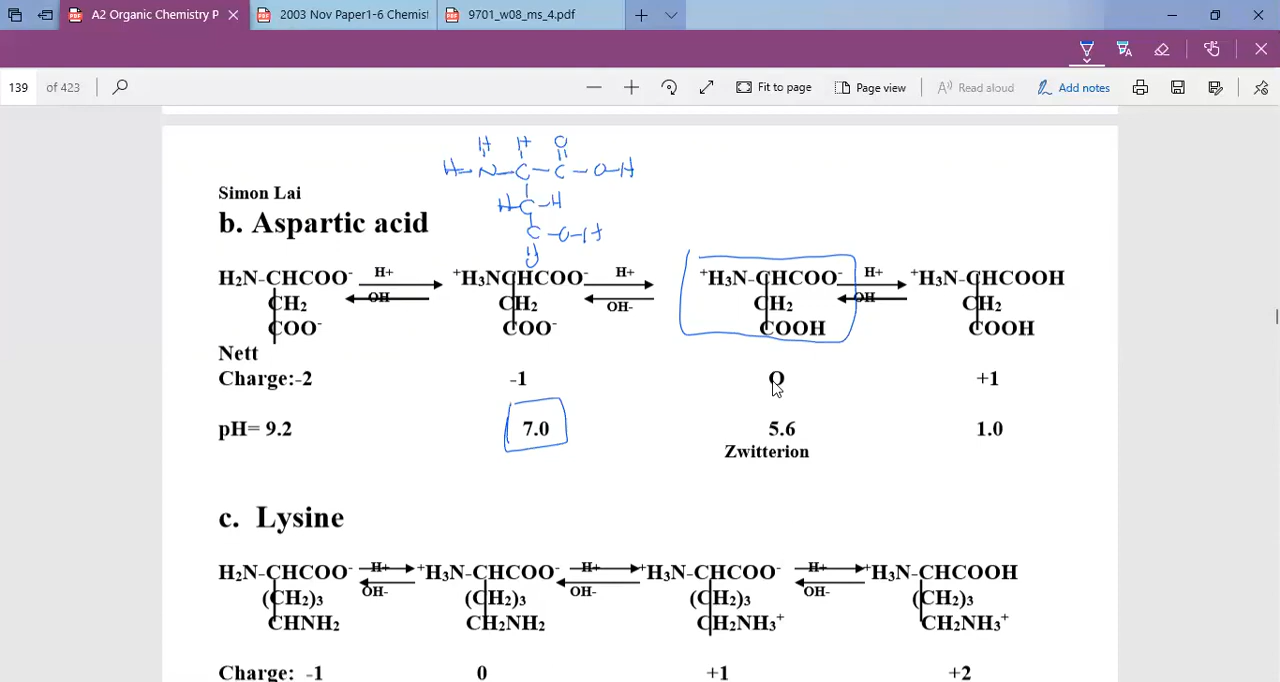 A2 Organic Chemistry P
2003 Nov Paper1-6 Chemist
9701_w08_ms_4.pdf
139 of 423
Fit to page
Page view
Read aloud
Add notes
H H O
H-N-C-C-O-H
H C-H
C-O-H
O
Simon Lai
b. Aspartic acid
H2N-CHCOO- H+ +H3NCHCOO- H+ +H3N-CHCOO- H+ +H3N-CHCOOH
OH OH- OH
CH2 CH2 CH2 CH2
COO- COO- COOH COOH
Nett
Charge:-2 -1 O +1
pH= 9.2 7.0 5.6 1.0
Zwitterion
c. Lysine
H2N-CHCOO- H+ +H3N-CHCOO- H+ +H3N-CHCOO- H+ +H3N-CHCOOH
OH- OH- OH-
(CH2)3 (CH2)3 (CH2)3 (CH2)3
CHNH2 CH2NH2 CH2NH3+ CH2NH3+
Charge: -1 0 +1 +2